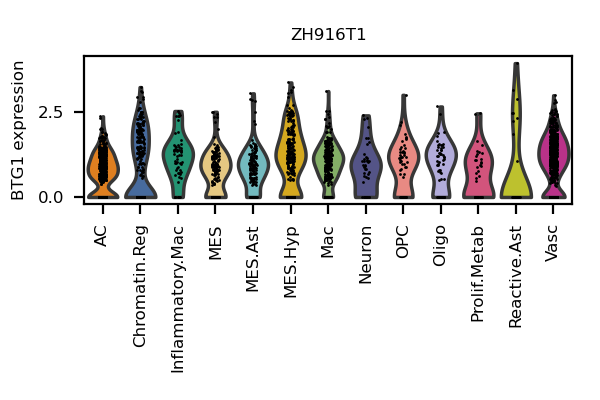 ZH916T1
BTG1 expression
2.5
0.0
AC
Chromatin.Reg
Inflammatory.Mac
MES
MES.Ast
MES.Hyp
Mac
Neuron
OPC
Oligo
Prolif.Metab
Reactive.Ast
Vasc